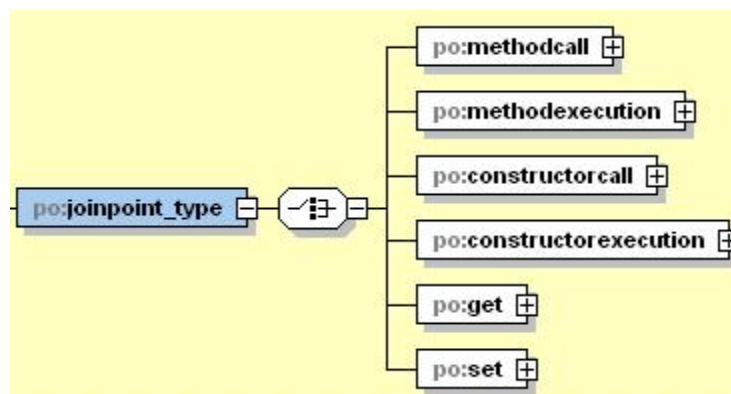 po:methodcall
po:methodexecution
po:constructorcall
po:joinpoint_type
po:constructorexecution
po:get
po:set